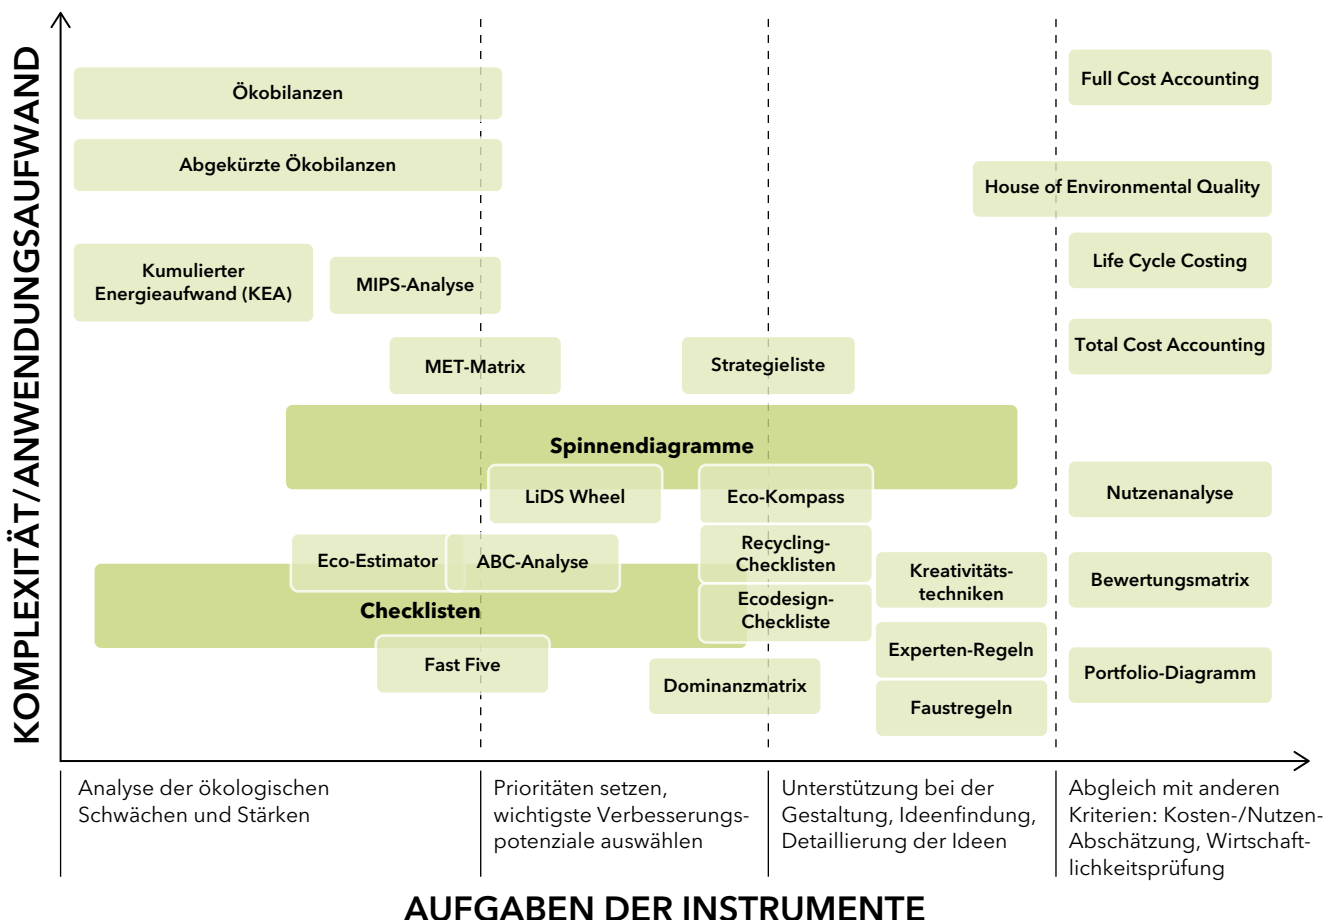 KOMPLEXITÄT/ANWENDUNGSAUFWAND
Ökobilanzen
Abgekürzte Ökobilanzen
Kumulierter
Energieaufwand (KEA)
MIPS-Analyse
MET-Matrix
Strategieliste
Full Cost Accounting
House of Environmental Quality
Life Cycle Costing
Total Cost Accounting
Spinnendiagramme
LiDS Wheel
Eco-Kompass
Nutzenanalyse
Eco-Estimator
ABC-Analyse
Recycling-
Checklisten
Kreativitäts-
techniken
Bewertungsmatrix
Checklisten
Ecodesign-
Checkliste
Fast Five
Dominanzmatrix
Experten-Regeln
Faustregeln
Portfolio-Diagramm
Analyse der ökologischen
Schwächen und Stärken
Prioritäten setzen,
wichtigste Verbesserungs-
potenziale auswählen
Unterstützung bei der
Gestaltung, Ideenfindung,
Detaillierung der Ideen
Abgleich mit anderen
Kriterien: Kosten-/Nutzen-
Abschätzung, Wirtschaft-
lichkeitsprüfung
AUFGABEN DER INSTRUMENTE